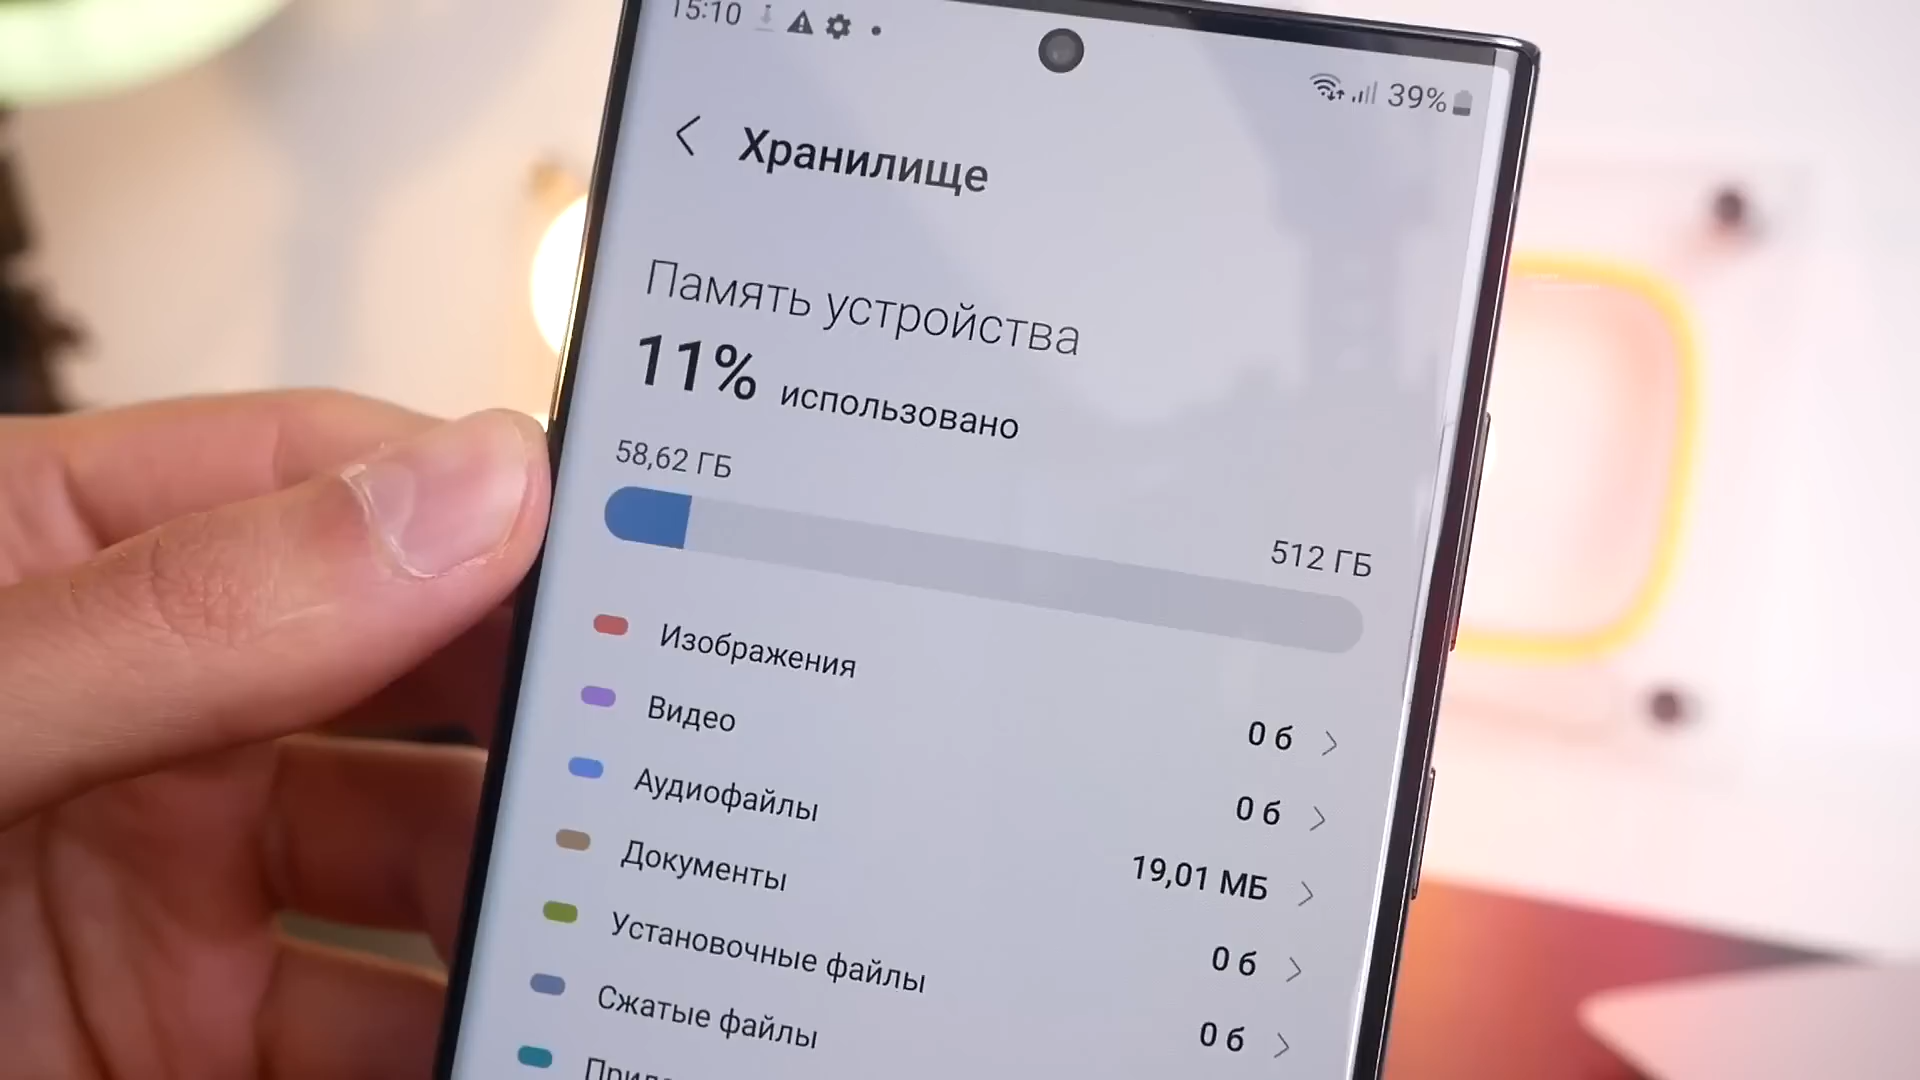 15:10
39%
Хранилище
Память устройства
11% использовано
58,62 ГБ
512 ГБ
Изображения 0 б
Видео 0 б
Аудиофайлы 19,01 МБ
Документы 0 б
Установочные файлы 0 б
Сжатые файлы